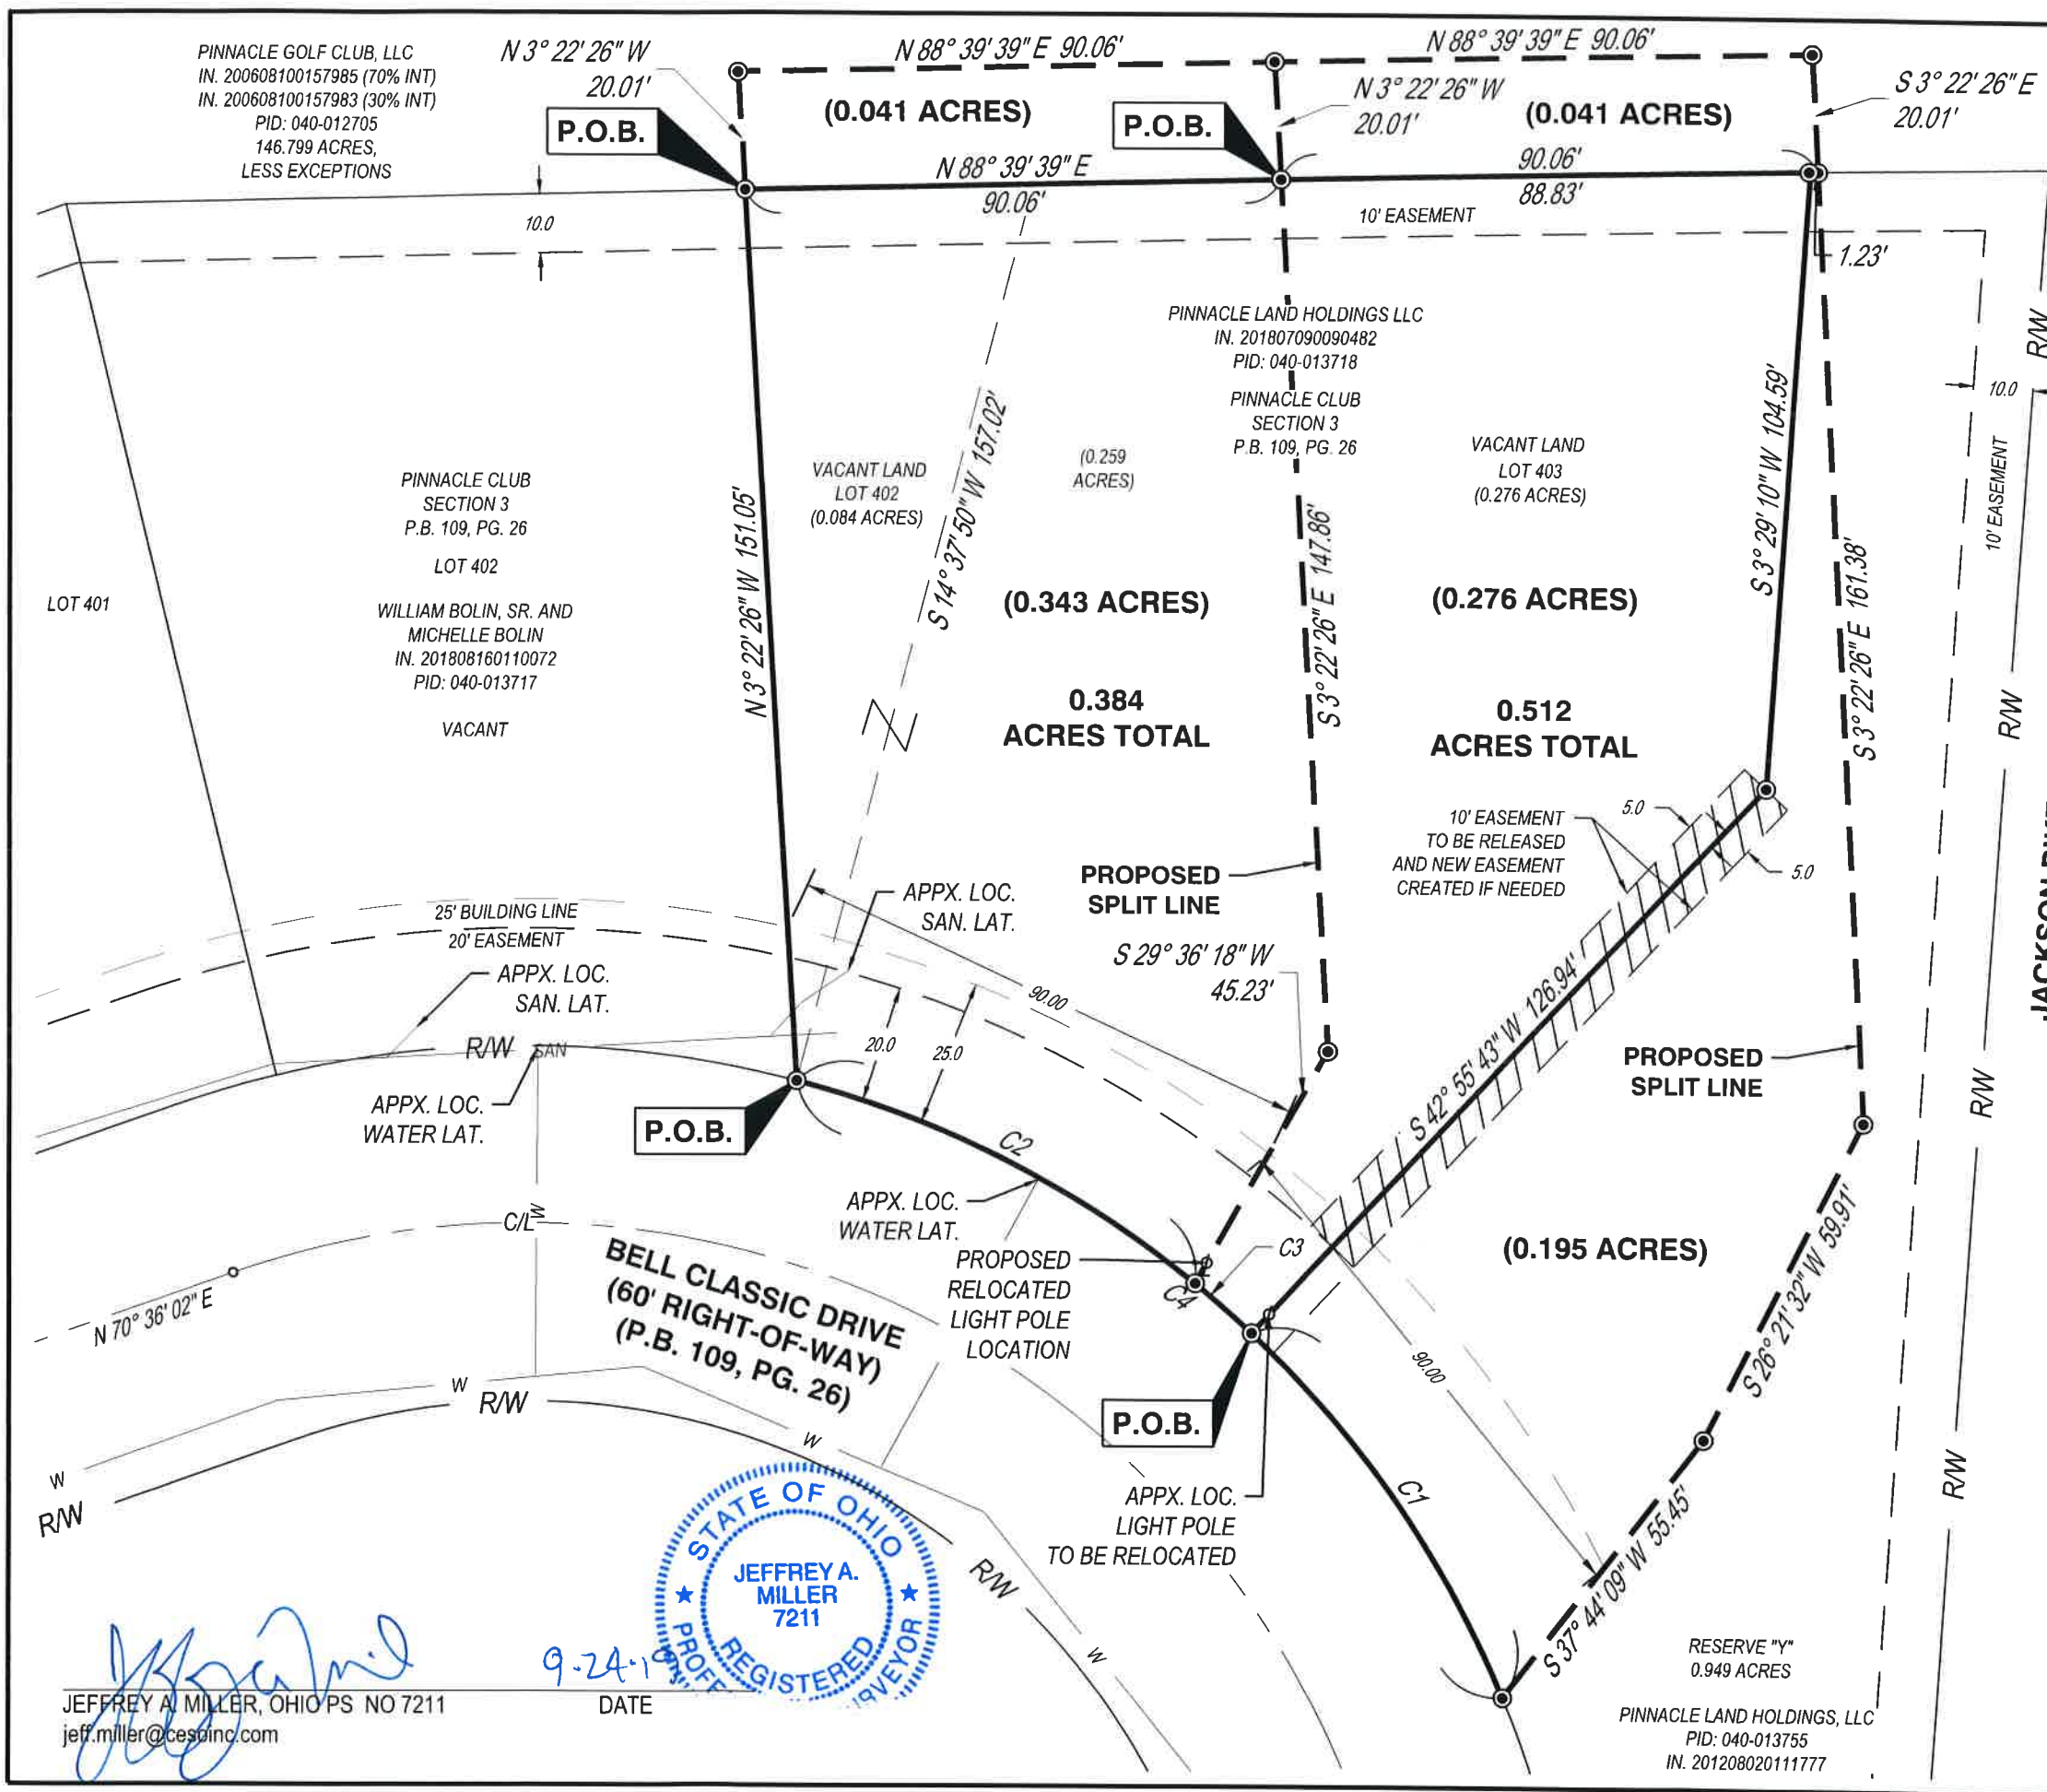 PINNACLE GOLF CLUB, LLC
IN. 200608100157985 (70% INT)
IN. 200608100157983 (30% INT)
PID: 040-012705
146.799 ACRES,
LESS EXCEPTIONS
N 3° 22' 26" W
20.01'
N 88° 39' 39" E 90.06'
N 88° 39' 39" E 90.06'
(0.041 ACRES)
P.O.B.
P.O.B.
N 3° 22' 26" W
20.01'
(0.041 ACRES)
S 3° 22' 26" E
20.01'
N 88° 39' 39" E
90.06'
90.06'
88.83'
10.0
10' EASEMENT
1.23'
R/W
10.0
10' EASEMENT
PINNACLE LAND HOLDINGS LLC
IN. 201807090090482
PID: 040-013718
PINNACLE CLUB
SECTION 3
P.B. 109, PG. 26
VACANT LAND
LOT 403
(0.276 ACRES)
S 3° 29' 10" W 104.59'
PINNACLE CLUB
SECTION 3
P.B. 109, PG. 26
LOT 402
WILLIAM BOLIN, SR. AND
MICHELLE BOLIN
IN. 201808160110072
PID: 040-013717
VACANT
LOT 401
N 3° 22' 26" W 151.05'
VACANT LAND
LOT 402
(0.084 ACRES)
S 14° 37' 50" W 157.02'
(0.259
ACRES)
(0.343 ACRES)
0.384
ACRES TOTAL
S 3° 22' 26" E 147.86'
(0.276 ACRES)
0.512
ACRES TOTAL
S 3° 22' 26" E 161.38'
R/W
10' EASEMENT
TO BE RELEASED
AND NEW EASEMENT
CREATED IF NEEDED
5.0
5.0
PROPOSED
SPLIT LINE
S 29° 36' 18" W
45.23'
APPX. LOC.
SAN. LAT.
25' BUILDING LINE
20' EASEMENT
APPX. LOC.
SAN. LAT.
R/W
SAN
APPX. LOC.
WATER LAT.
90.00
20.0
25.0
S 42° 55' 43" W 126.94'
PROPOSED
SPLIT LINE
R/W
P.O.B.
C2
APPX. LOC.
WATER LAT.
C3
C4
PROPOSED
RELOCATED
LIGHT POLE
LOCATION
(0.195 ACRES)
S 26° 21' 32" W 59.91'
C/L
W
N 70° 36' 02" E
BELL CLASSIC DRIVE
(60' RIGHT-OF-WAY)
(P.B. 109, PG. 26)
W
R/W
W
W
R/W
90.00
P.O.B.
C1
APPX. LOC.
LIGHT POLE
TO BE RELOCATED
S 37° 44' 09" W 55.45'
R/W
R/W
W
STATE OF OHIO
JEFFREY A.
MILLER
7211
REGISTERED
9-24-19
JEFFREY A. MILLER, OHIO PS NO 7211
DATE
jeff.miller@cesoinc.com
RESERVE "Y"
0.949 ACRES
PINNACLE LAND HOLDINGS, LLC
PID: 040-013755
IN. 201208020111777